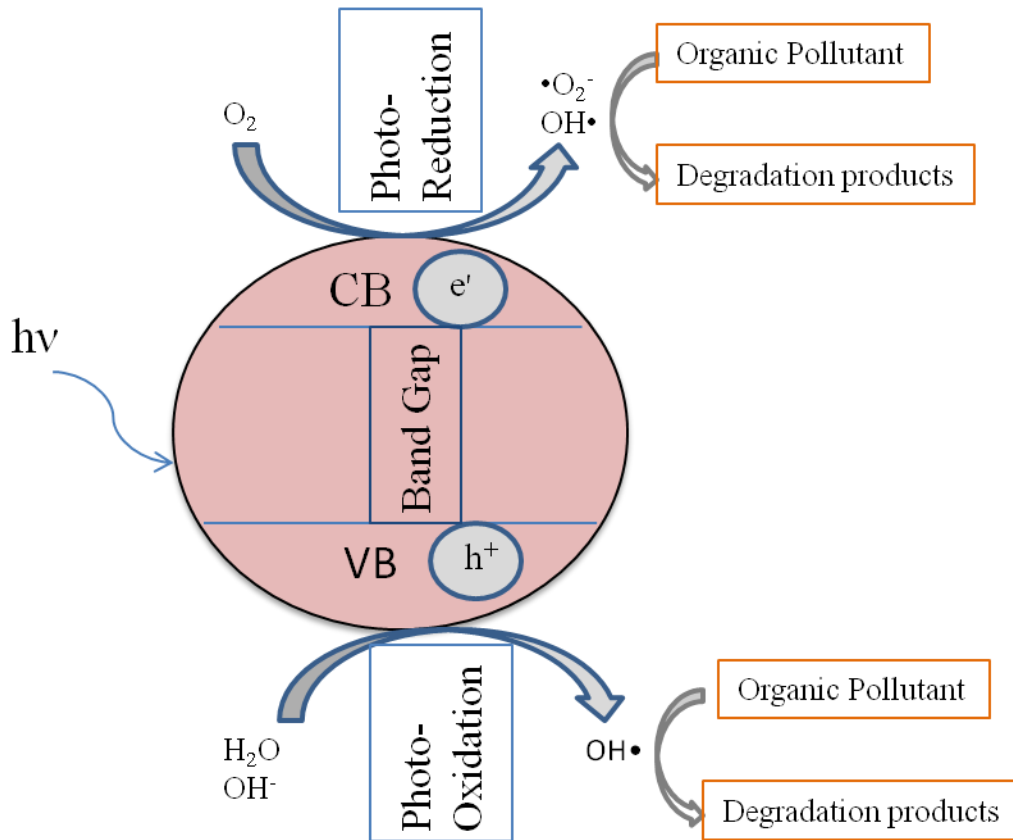 Organic Pollutant
•O₂⁻
OH•
O₂
Photo-
Reduction
Degradation products
CB
e'
hν
Band Gap
VB
h⁺
H₂O
OH⁻
Photo-
Oxidation
OH•
Organic Pollutant
Degradation products